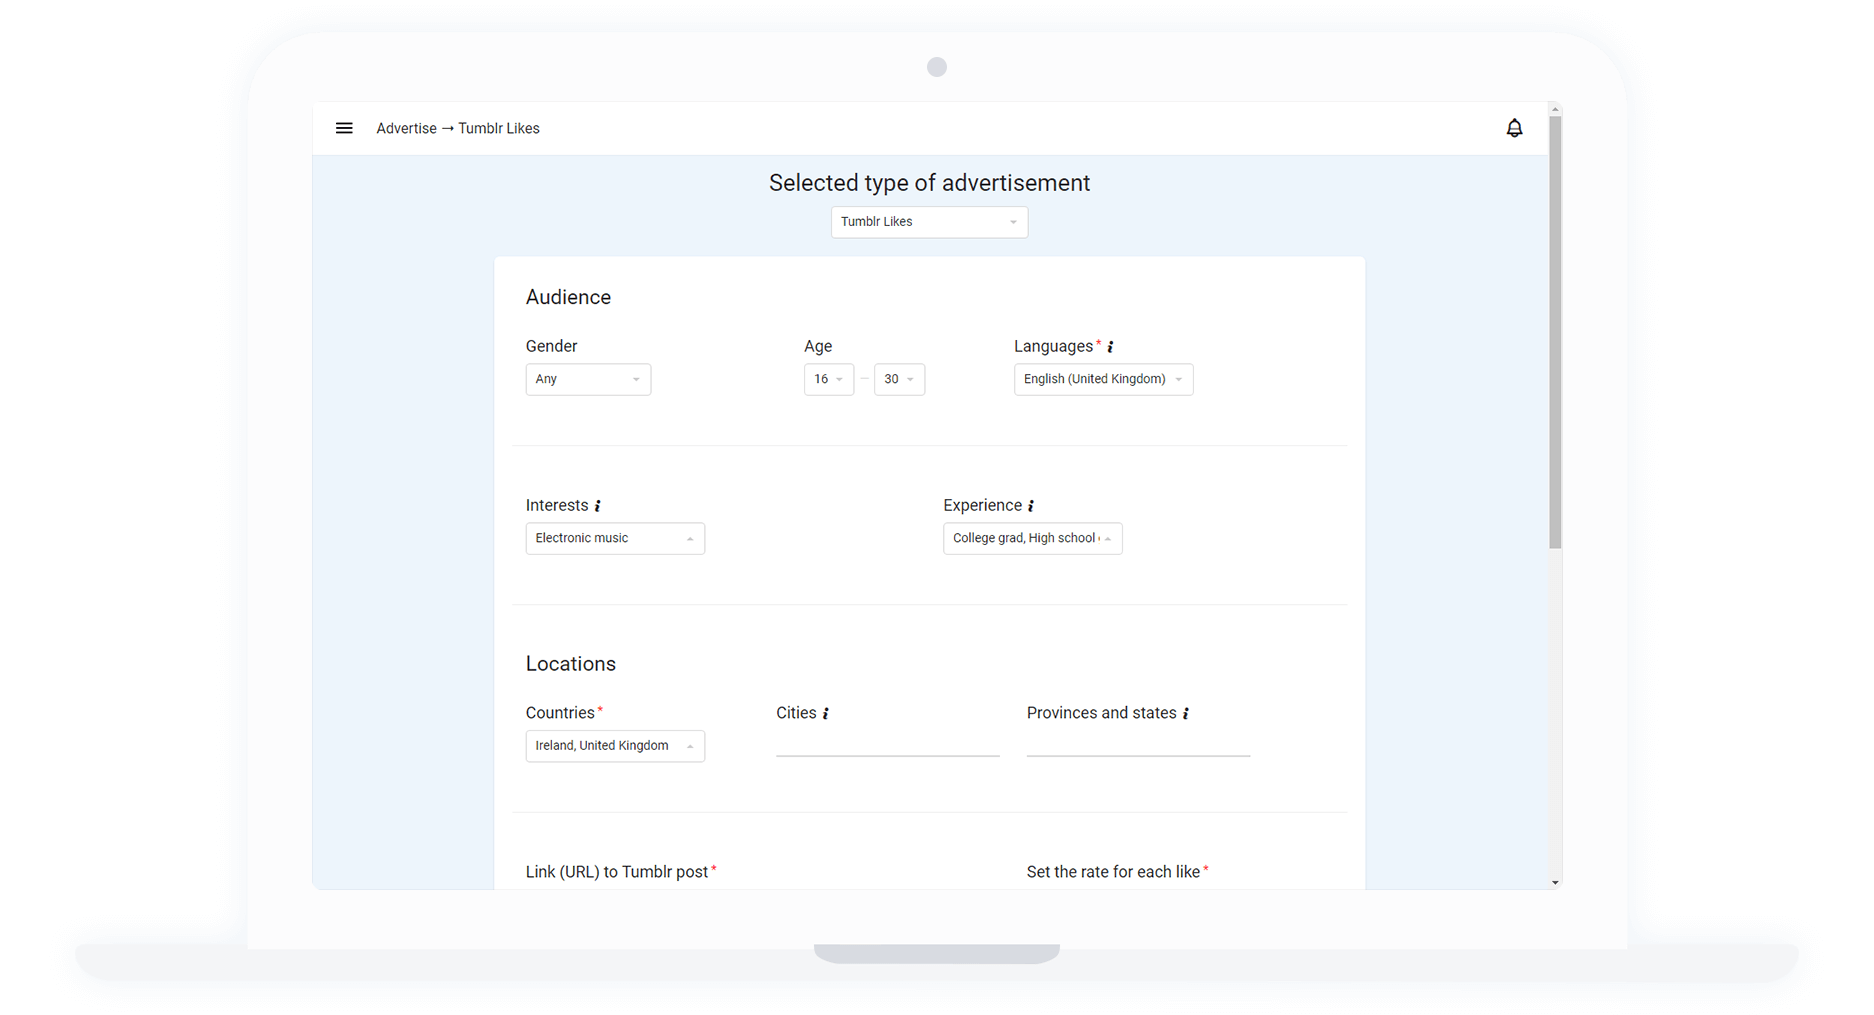 Advertise → Tumblr Likes
Selected type of advertisement
Tumblr Likes
Audience
Gender Age Languages* i
Any 16 – 30 English (United Kingdom)
Interests i Experience i
Electronic music College grad, High school
Locations
Countries* Cities i Provinces and states i
Ireland, United Kingdom
Link (URL) to Tumblr post* Set the rate for each like*